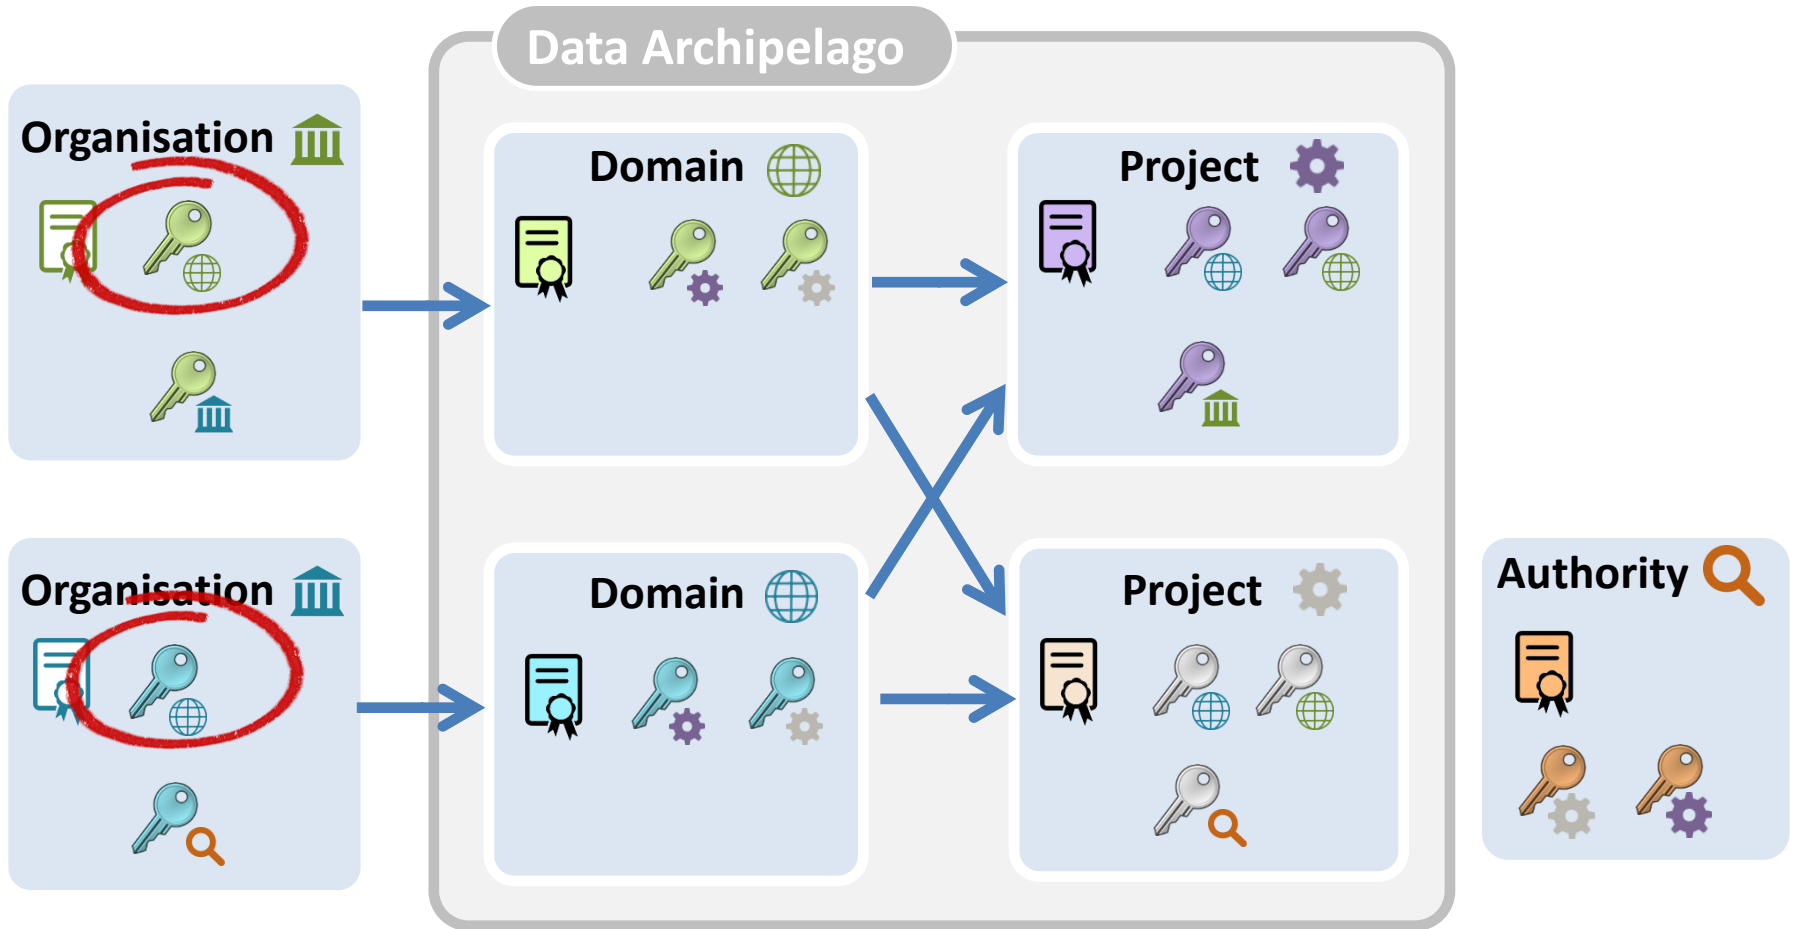 Data Archipelago
Organisation
Domain
Project
Organisation
Domain
Project
Authority